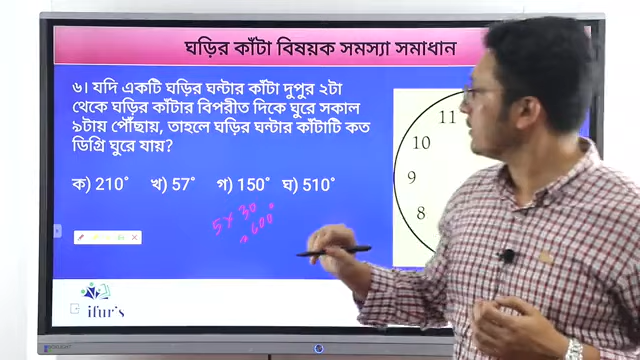 ঘড়ির কাঁটা বিষয়ক সমস্যা সমাধান
৬। যদি একটি ঘড়ির ঘন্টার কাঁটা দুপুর ২টা
থেকে ঘড়ির কাঁটার বিপরীত দিকে ঘুরে সকাল
৯টায় পৌঁছায়, তাহলে ঘড়ির ঘন্টার কাঁটাটি কত
ডিগ্রি ঘুরে যায়?
ক) 210° খ) 57° গ) 150° ঘ) 510°
5 × 30
11
10
9
8
ifur's